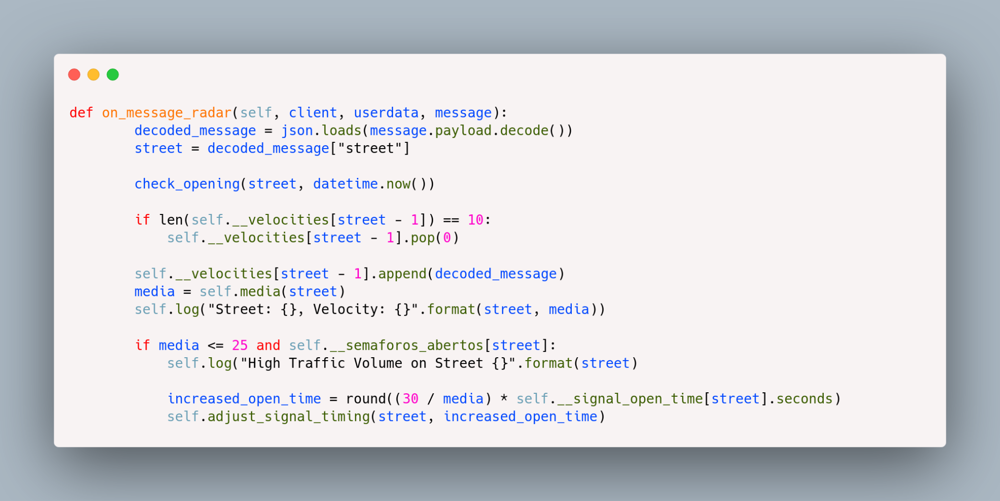 def on_message_radar(self, client, userdata, message):
        decoded_message = json.loads(message.payload.decode())
        street = decoded_message["street"]

        check_opening(street, datetime.now())

        if len(self.__velocities[street - 1]) == 10:
            self.__velocities[street - 1].pop(0)

        self.__velocities[street - 1].append(decoded_message)
        media = self.media(street)
        self.log("Street: {}, Velocity: {}".format(street, media))

        if media <= 25 and self.__semaforos_abertos[street]:
            self.log("High Traffic Volume on Street {}".format(street)

            increased_open_time = round((30 / media) * self.__signal_open_time[street].seconds)
            self.adjust_signal_timing(street, increased_open_time)